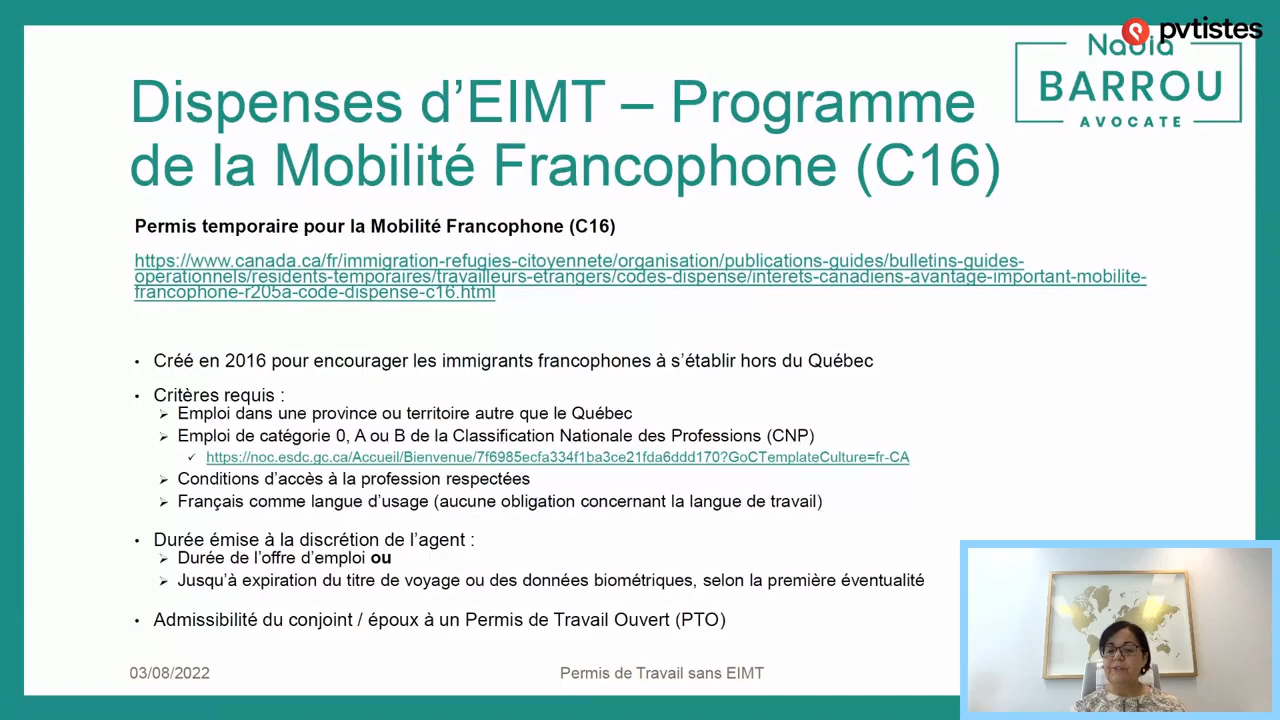 pvtistes
Nadia
BARROU
AVOCATE
Dispenses d’EIMT – Programme
de la Mobilité Francophone (C16)
Permis temporaire pour la Mobilité Francophone (C16)
https://www.canada.ca/fr/immigration-refugies-citoyennete/organisation/publications-guides/bulletins-guides-
operationnels/residents-temporaires/travailleurs-etrangers/codes-dispense/interets-canadiens-avantage-important-mobilite-
francophone-r205a-code-dispense-c16.html
• Créé en 2016 pour encourager les immigrants francophones à s’établir hors du Québec
• Critères requis :
➢ Emploi dans une province ou territoire autre que le Québec
➢ Emploi de catégorie 0, A ou B de la Classification Nationale des Professions (CNP)
✓ https://noc.esdc.gc.ca/Accueil/Bienvenue/7f6985ecfa334f1ba3ce21fda6ddd170?GoCTemplateCulture=fr-CA
➢ Conditions d’accès à la profession respectées
➢ Français comme langue d’usage (aucune obligation concernant la langue de travail)
• Durée émise à la discrétion de l’agent :
➢ Durée de l’offre d’emploi ou
➢ Jusqu’à expiration du titre de voyage ou des données biométriques, selon la première éventualité
• Admissibilité du conjoint / époux à un Permis de Travail Ouvert (PTO)
03/08/2022
Permis de Travail sans EIMT